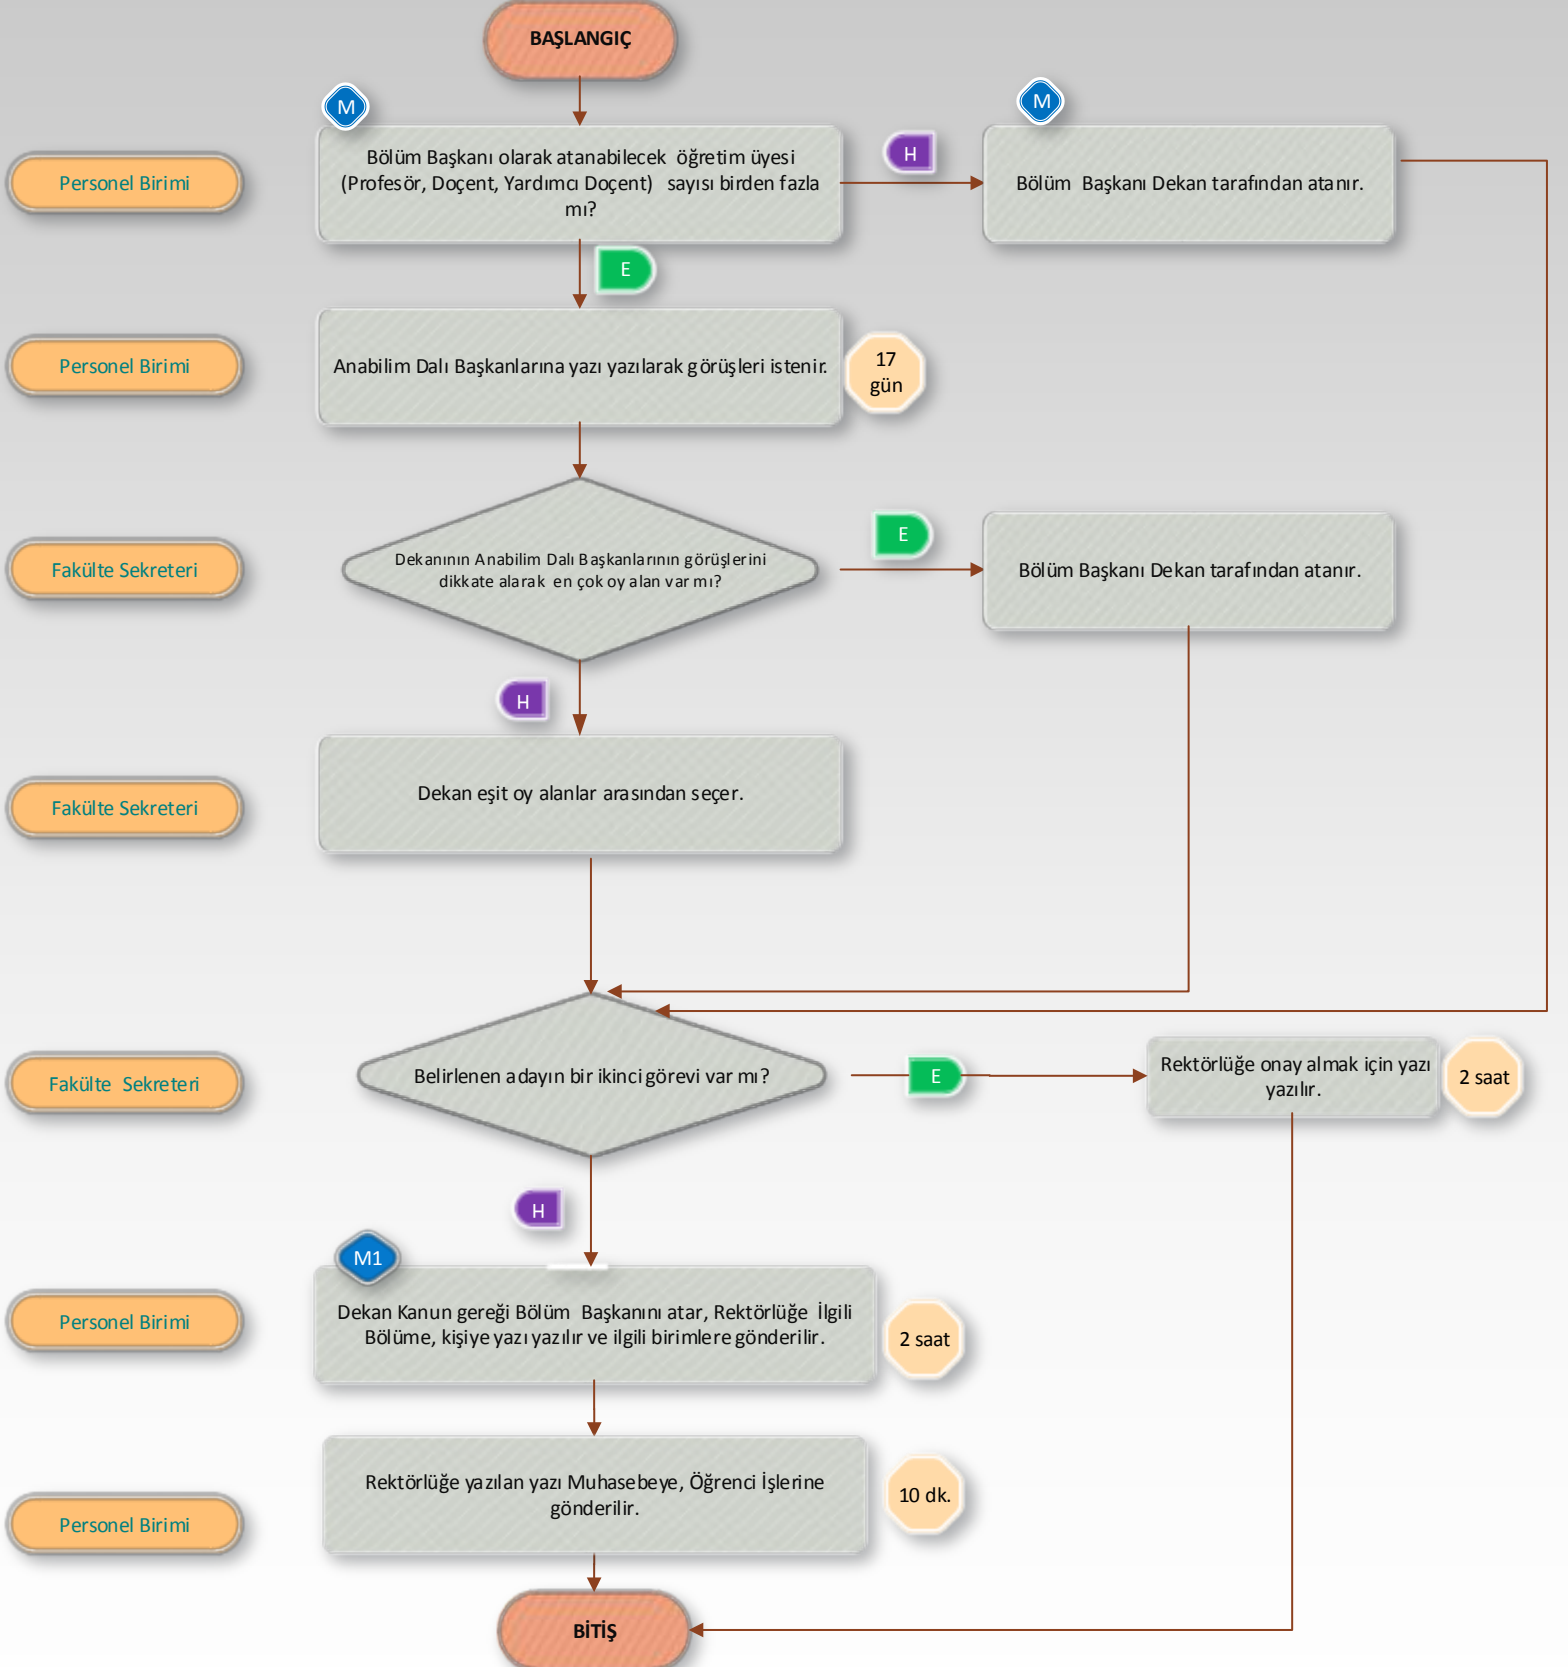 BAŞLANGIÇ
M
M
Personel Birimi
Bölüm Başkanı olarak atanabilecek öğretim üyesi
(Profesör, Doçent, Yardımcı Doçent) sayısı birden fazla
mı?
H
Bölüm Başkanı Dekan tarafından atanır.
E
Personel Birimi
Anabilim Dalı Başkanlarına yazı yazılarak görüşleri istenir.
17
gün
Fakülte Sekreteri
Dekanının Anabilim Dalı Başkanlarının görüşlerini
dikkate alarak en çok oy alan var mı?
E
Bölüm Başkanı Dekan tarafından atanır.
H
Fakülte Sekreteri
Dekan eşit oy alanlar arasından seçer.
Fakülte Sekreteri
Belirlenen adayın bir ikinci görevi var mı?
E
Rektörlüğe onay almak için yazı
yazılır.
2 saat
H
M1
Personel Birimi
Dekan Kanun gereği Bölüm Başkanını atar, Rektörlüğe İlgili
Bölüme, kişiye yazı yazılır ve ilgili birimlere gönderilir.
2 saat
Personel Birimi
Rektörlüğe yazılan yazı Muhasebeye, Öğrenci İşlerine
gönderilir.
10 dk.
BİTİŞ